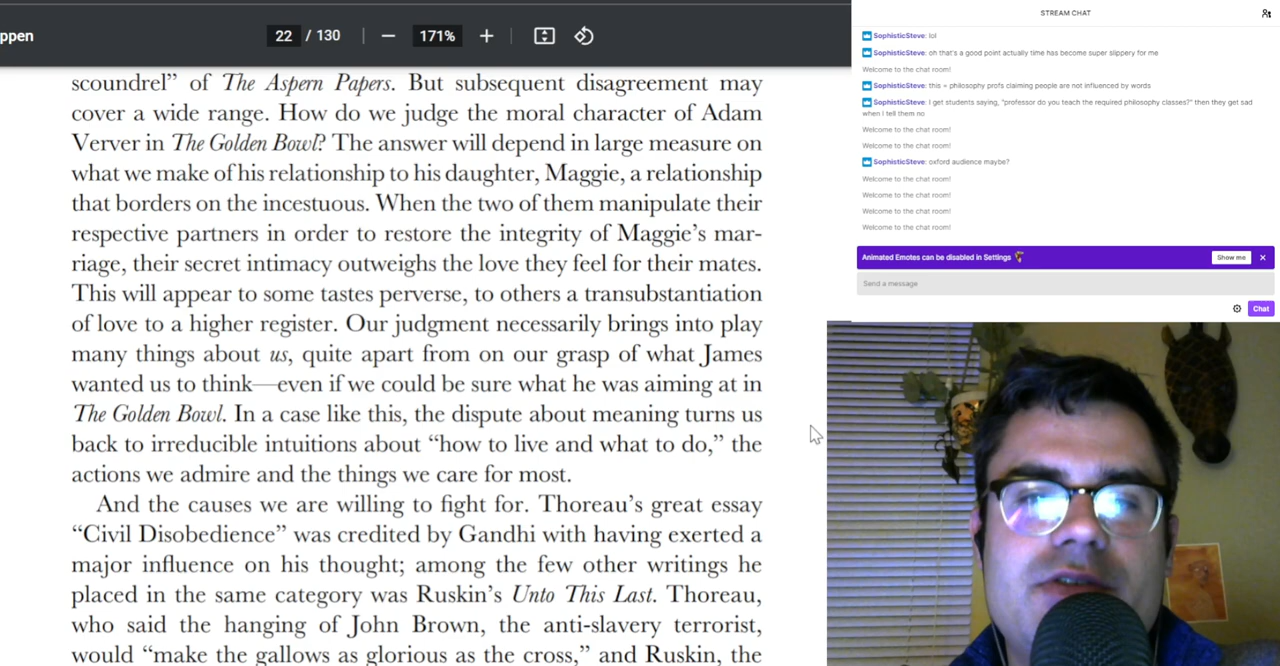 ppen
22 / 130
171%
scoundrel” of The Aspern Papers. But subsequent disagreement may
cover a wide range. How do we judge the moral character of Adam
Verver in The Golden Bowl? The answer will depend in large measure on
what we make of his relationship to his daughter, Maggie, a relationship
that borders on the incestuous. When the two of them manipulate their
respective partners in order to restore the integrity of Maggie’s mar-
riage, their secret intimacy outweighs the love they feel for their mates.
This will appear to some tastes perverse, to others a transubstantiation
of love to a higher register. Our judgment necessarily brings into play
many things about us, quite apart from on our grasp of what James
wanted us to think—even if we could be sure what he was aiming at in
The Golden Bowl. In a case like this, the dispute about meaning turns us
back to irreducible intuitions about “how to live and what to do,” the
actions we admire and the things we care for most.
And the causes we are willing to fight for. Thoreau’s great essay
“Civil Disobedience” was credited by Gandhi with having exerted a
major influence on his thought; among the few other writings he
placed in the same category was Ruskin’s Unto This Last. Thoreau,
who said the hanging of John Brown, the anti-slavery terrorist,
would “make the gallows as glorious as the cross,” and Ruskin, the
STREAM CHAT
SophisticSteve: lol
SophisticSteve: oh that's a good point actually time has become super slippery for me
Welcome to the chat room!
SophisticSteve: this = philosophy profs claiming people are not influenced by words
SophisticSteve: I get students saying, "professor do you teach the required philosophy classes?" then they get sad
when I tell them no
Welcome to the chat room!
Welcome to the chat room!
SophisticSteve: oxford audience maybe?
Welcome to the chat room!
Welcome to the chat room!
Welcome to the chat room!
Welcome to the chat room!
Animated Emotes can be disabled in Settings
Show me
Send a message
Chat